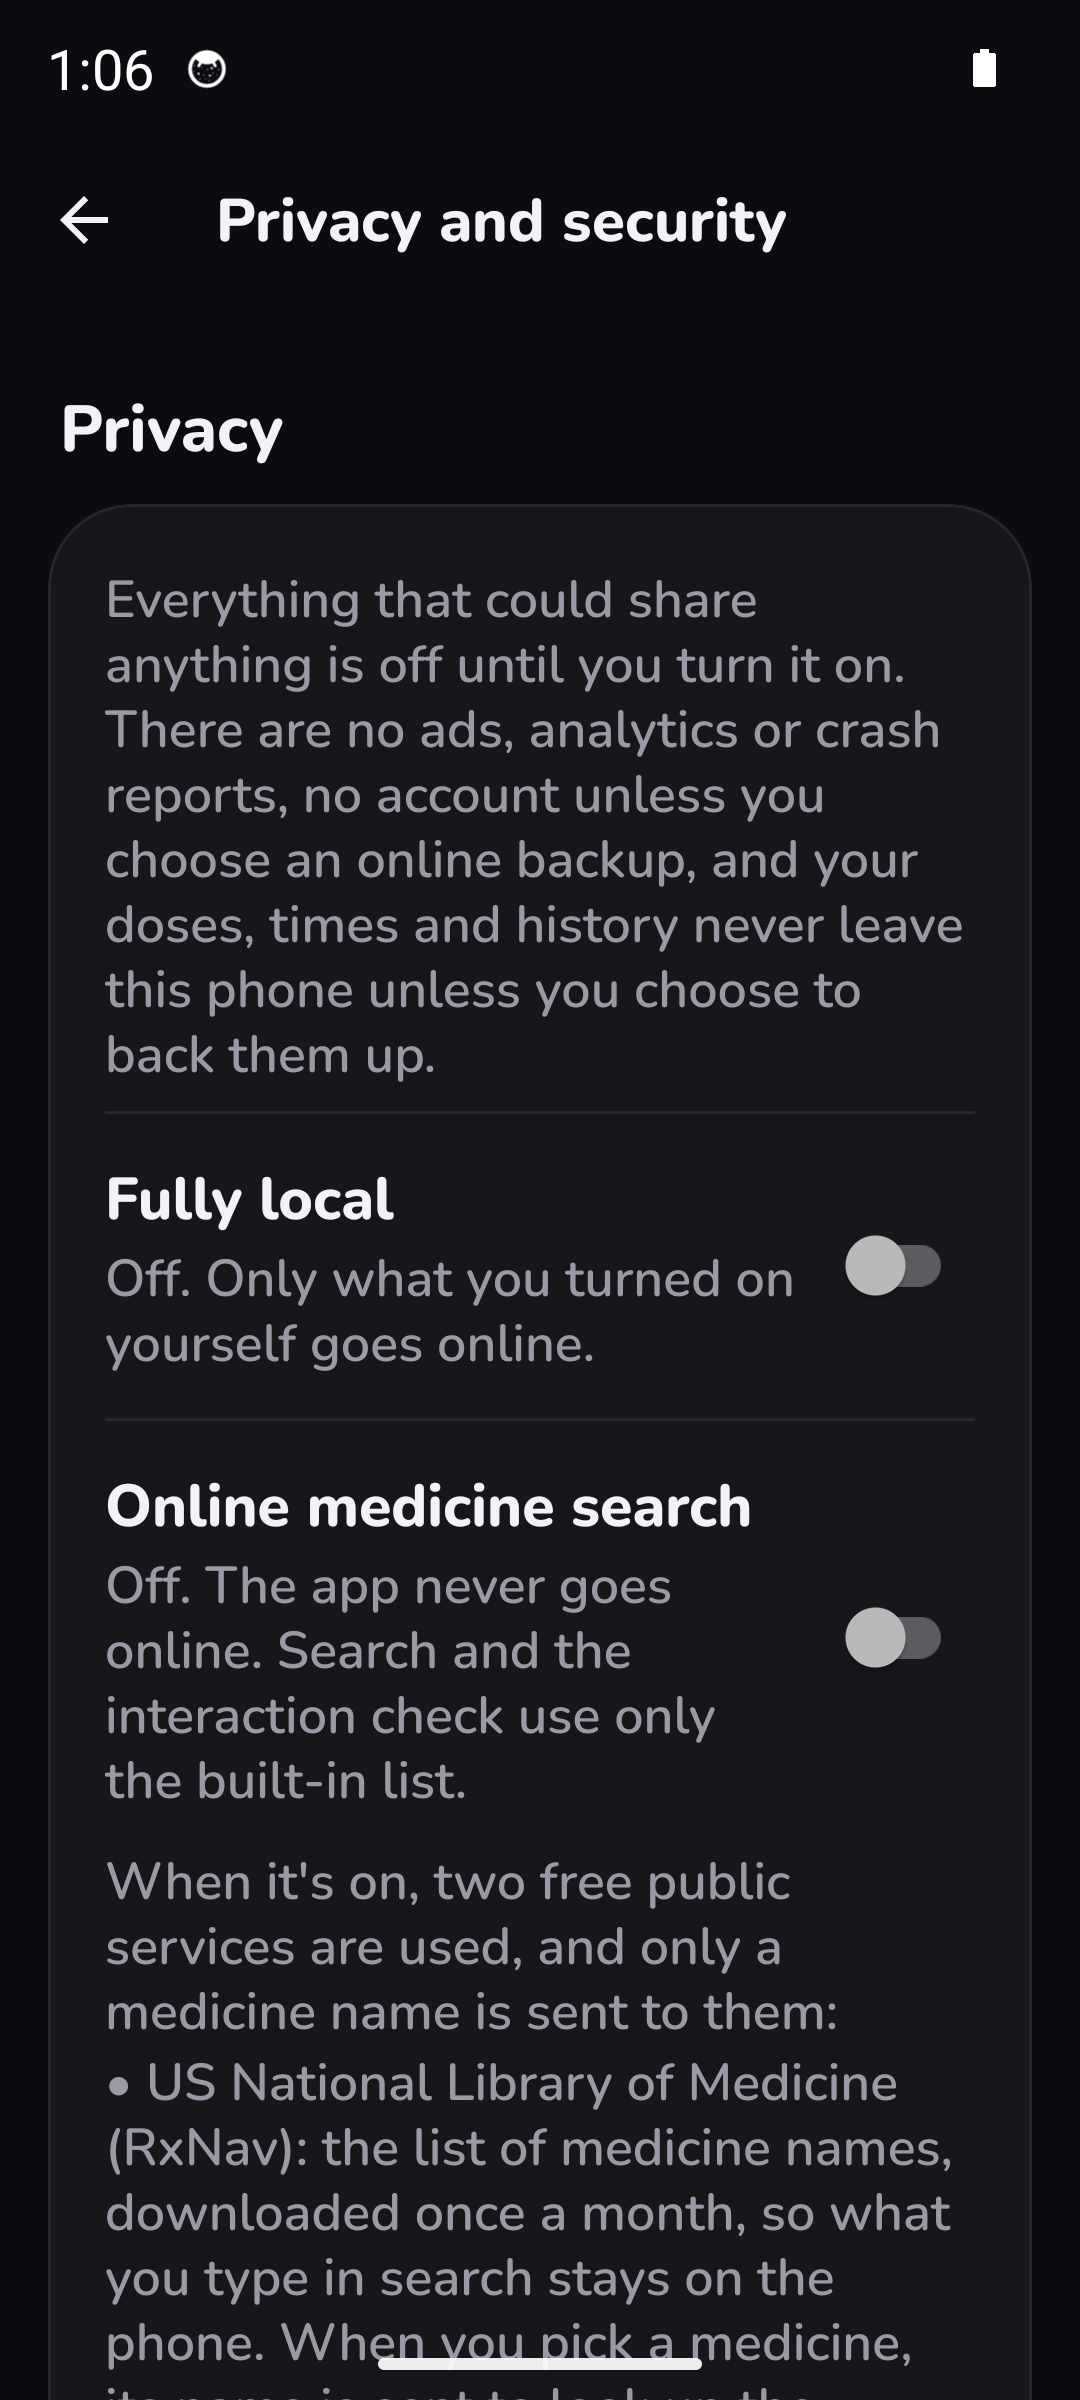 1:06
Privacy and security
Privacy
Everything that could share
anything is off until you turn it on.
There are no ads, analytics or crash
reports, no account unless you
choose an online backup, and your
doses, times and history never leave
this phone unless you choose to
back them up.
Fully local
Off. Only what you turned on
yourself goes online.
Online medicine search
Off. The app never goes
online. Search and the
interaction check use only
the built-in list.
When it's on, two free public
services are used, and only a
medicine name is sent to them:
• US National Library of Medicine
(RxNav): the list of medicine names,
downloaded once a month, so what
you type in search stays on the
phone. When you pick a medicine,